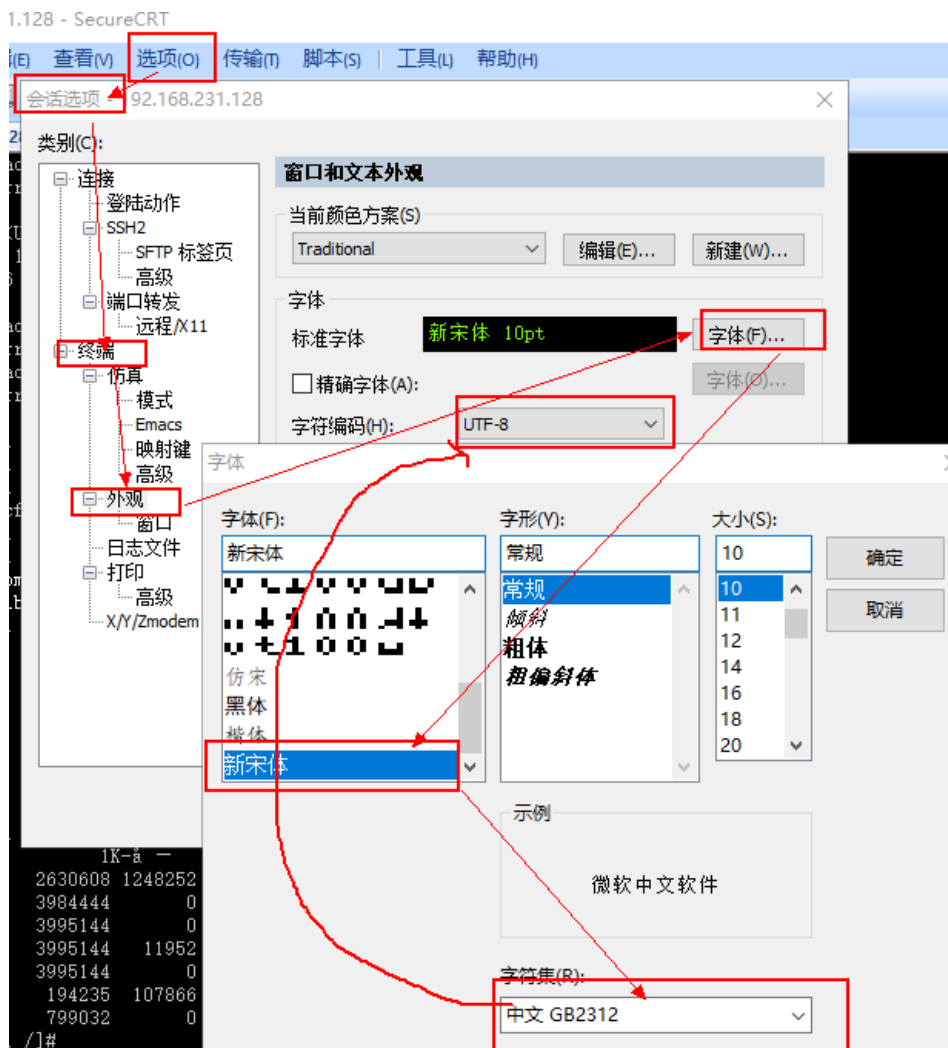 1.128 - SecureCRT
(E) 查看(V) 选项(O) 传输(T) 脚本(S) 工具(L) 帮助(H)
会话选项 - 192.168.231.128
类别(C):
连接
登陆动作
SSH2
SFTP 标签页
高级
端口转发
远程/X11
终端
仿真
模式
Emacs
映射键
高级
外观
窗口
日志文件
打印
高级
X/Y/Zmodem
窗口和文本外观
当前颜色方案(S)
Traditional
编辑(E)...
新建(W)...
字体
标准字体
新宋体 10pt
字体(F)...
精确字体(A):
字体(O)...
字符编码(H):
UTF-8
字体
字体(F):
新宋体
仿宋
黑体
楷体
新宋体
字形(Y):
常规
常规
倾斜
粗体
粗偏斜体
大小(S):
10
10
11
12
14
16
18
20
确定
取消
示例
微软中文软件
字符集(R):
中文 GB2312
1K-å
2630608 1248252
3984444 0
3995144 0
3995144 11952
3995144 0
194235 107866
799032 0
/]#